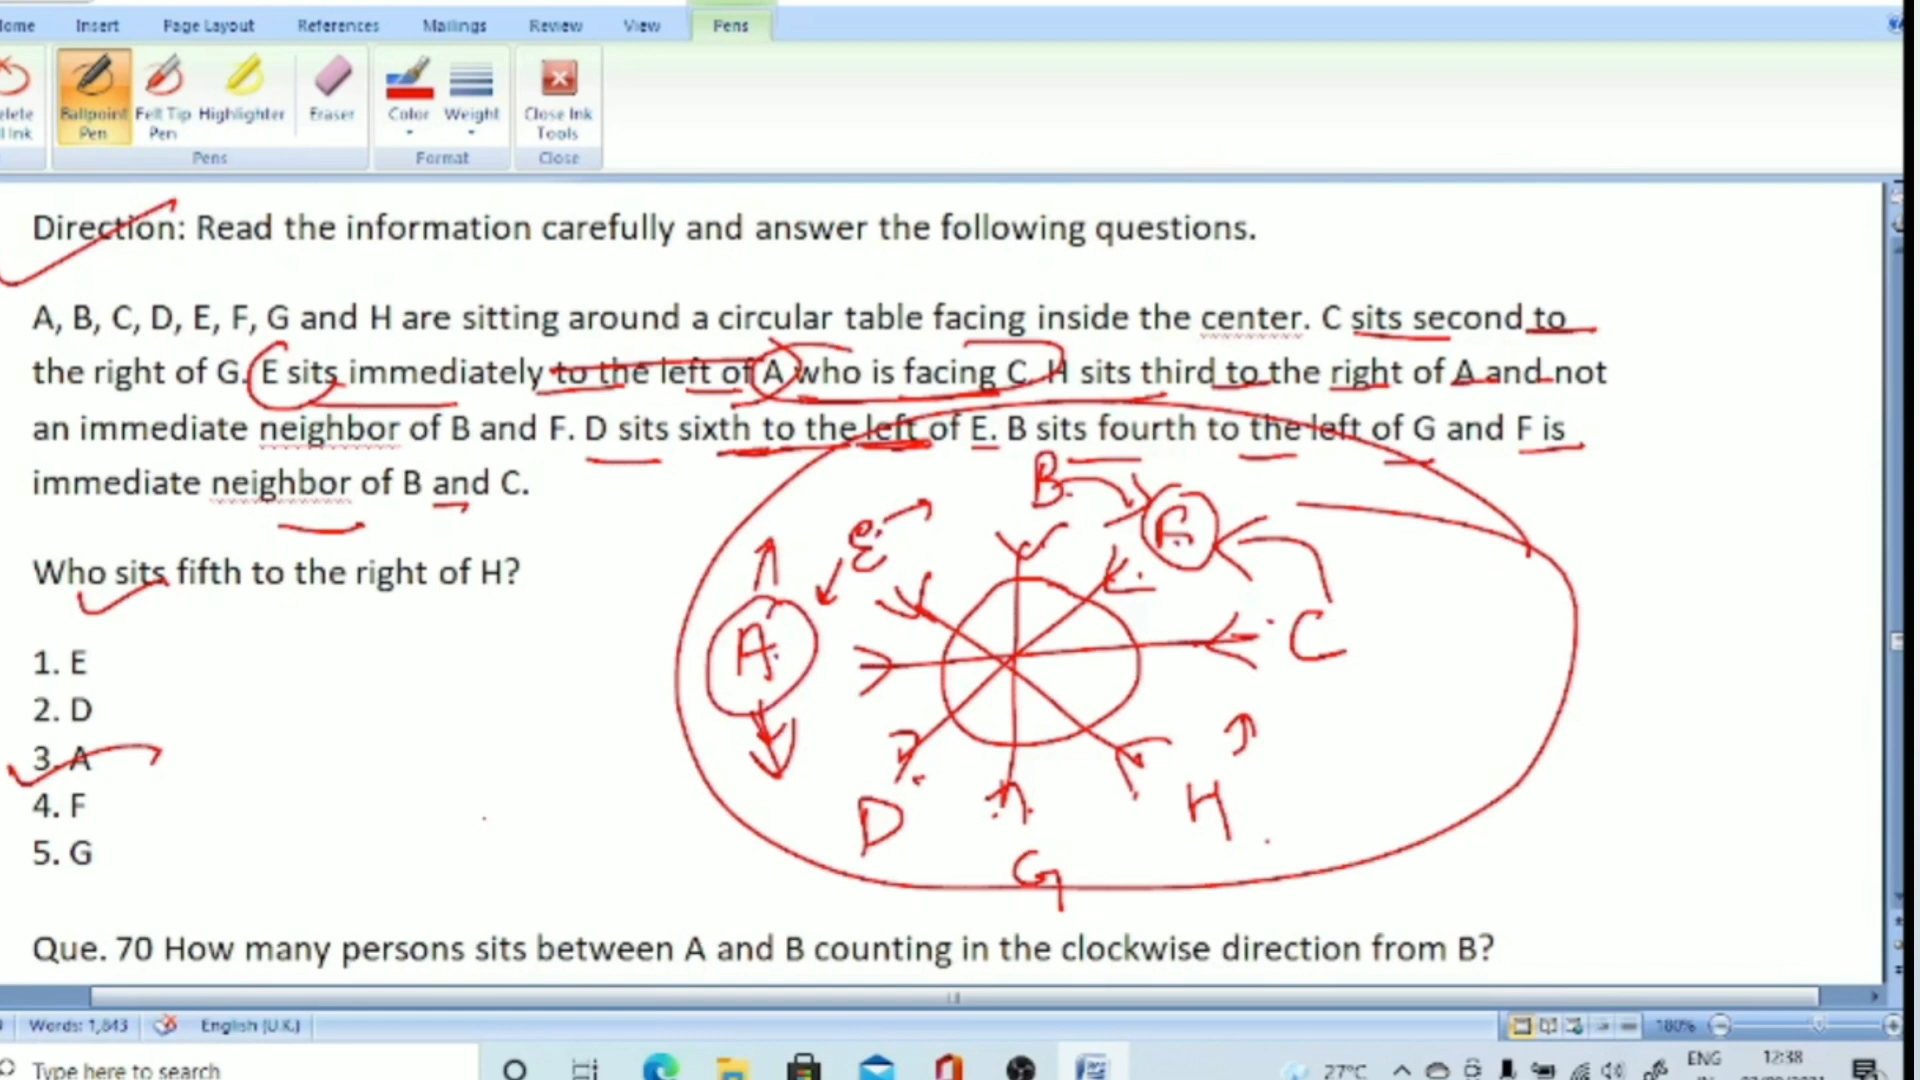 Insert Page Layout References Mailings Review View Pens
Ballpoint Pen Felt Tip Pen Highlighter Eraser Color Weight Close Ink Tools
Pens Format Close
Direction: Read the information carefully and answer the following questions.
A, B, C, D, E, F, G and H are sitting around a circular table facing inside the center. C sits second to
the right of G. E sits immediately to the left of A who is facing C. H sits third to the right of A and not
an immediate neighbor of B and F. D sits sixth to the left of E. B sits fourth to the left of G and F is
immediate neighbor of B and C.
Who sits fifth to the right of H?
1. E
2. D
3. A
4. F
5. G
B
E
F
A
C
D
H
G
Que. 70 How many persons sits between A and B counting in the clockwise direction from B?
Words: 1,843 English (U.K.) 180%
Type here to search 27°C ENG 12:38